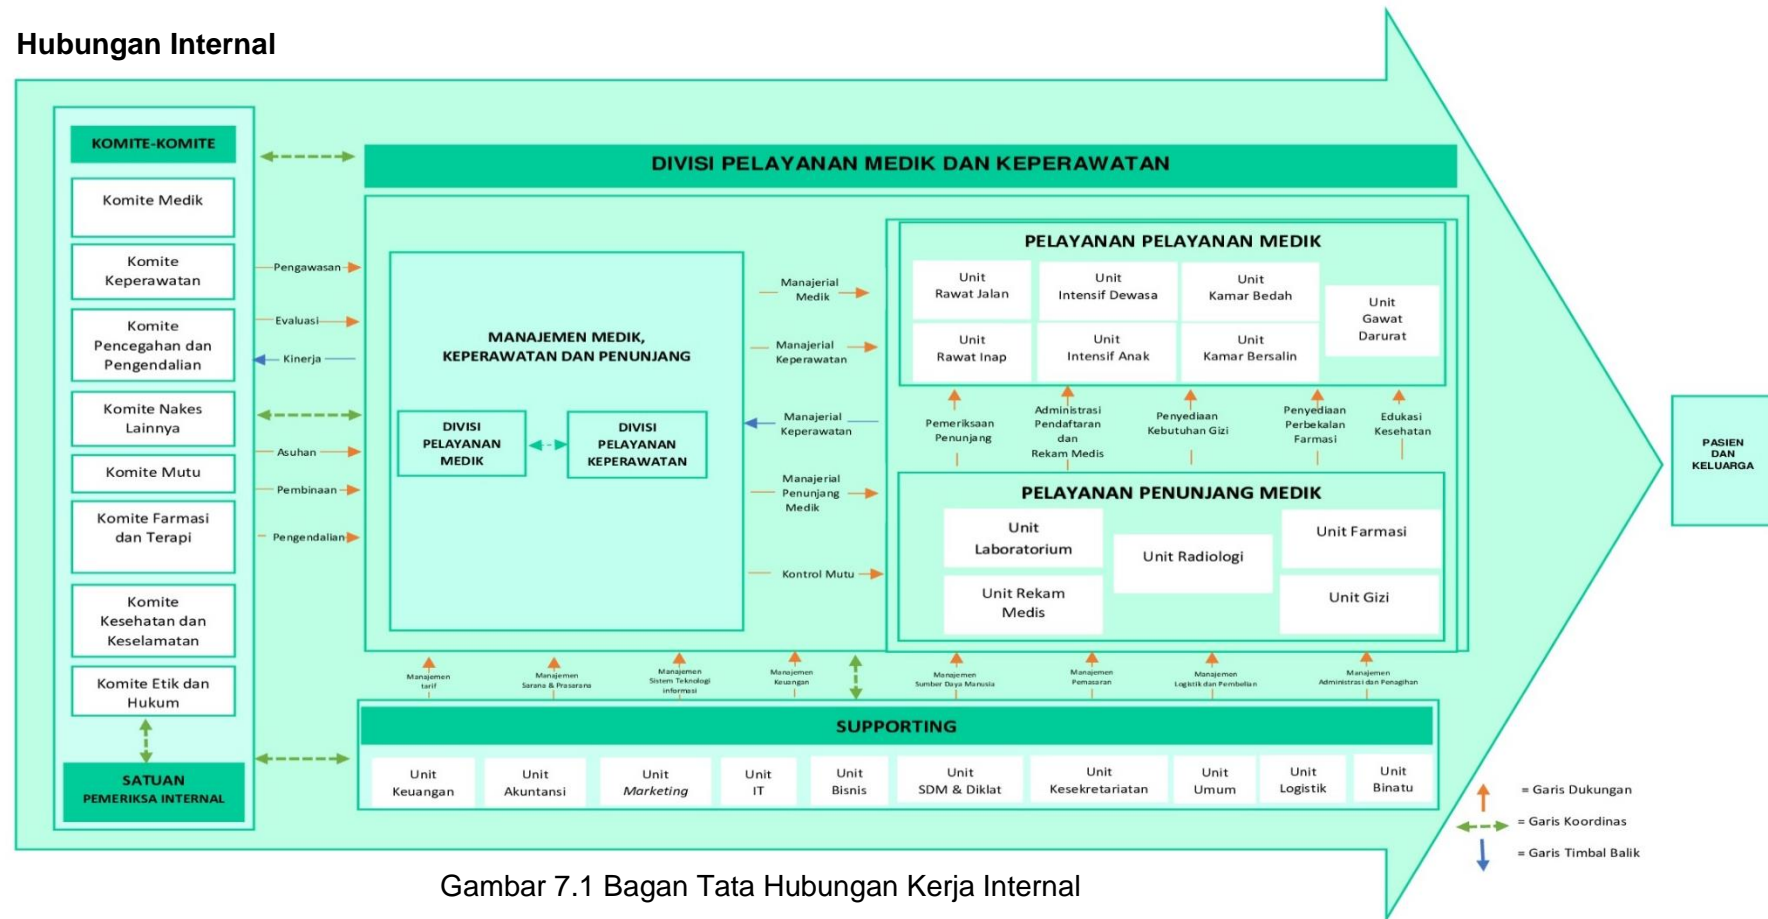 Hubungan Internal
KOMITE-KOMITE
Komite Medik
Komite
Keperawatan
Komite
Pencegahan dan
Pengendalian
Komite Nakes
Lainnya
Komite Mutu
Komite Farmasi
dan Terapi
Komite
Kesehatan dan
Keselamatan
Komite Etik dan
Hukum
SATUAN
PEMERIKSA INTERNAL
Pengawasan
Evaluasi
Kinerja
Asuhan
Pembinaan
Pengendalian
DIVISI PELAYANAN MEDIK DAN KEPERAWATAN
MANAJEMEN MEDIK,
KEPERAWATAN DAN PENUNJANG
DIVISI
PELAYANAN
MEDIK
DIVISI
PELAYANAN
KEPERAWATAN
Manajerial
Medik
Manajerial
Keperawatan
Manajerial
Keperawatan
Manajerial
Penunjang
Medik
Kontrol Mutu
PELAYANAN PELAYANAN MEDIK
Unit
Rawat Jalan
Unit
Intensif Dewasa
Unit
Kamar Bedah
Unit
Gawat
Darurat
Unit
Rawat Inap
Unit
Intensif Anak
Unit
Kamar Bersalin
Pemeriksaan
Penunjang
Administrasi
Pendaftaran
dan
Rekam Medis
Penyediaan
Kebutuhan Gizi
Penyediaan
Perbekalan
Farmasi
Edukasi
Kesehatan
PELAYANAN PENUNJANG MEDIK
Unit
Laboratorium
Unit Radiologi
Unit Farmasi
Unit Rekam
Medis
Unit Gizi
Manajemen
tarif
Manajemen
Sarana & Prasarana
Manajemen
Sistem Teknologi
informasi
Manajemen
Keuangan
Manajemen
Sumber Daya Manusia
Manajemen
Pemasaran
Manajemen
Logistik dan Pembelian
Manajemen
Administrasi dan Penagihan
SUPPORTING
Unit
Keuangan
Unit
Akuntansi
Unit
Marketing
Unit
IT
Unit
Bisnis
Unit
SDM & Diklat
Unit
Kesekretariatan
Unit
Umum
Unit
Logistik
Unit
Binatu
PASIEN
DAN
KELUARGA
= Garis Dukungan
= Garis Koordinas
= Garis Timbal Balik
Gambar 7.1 Bagan Tata Hubungan Kerja Internal